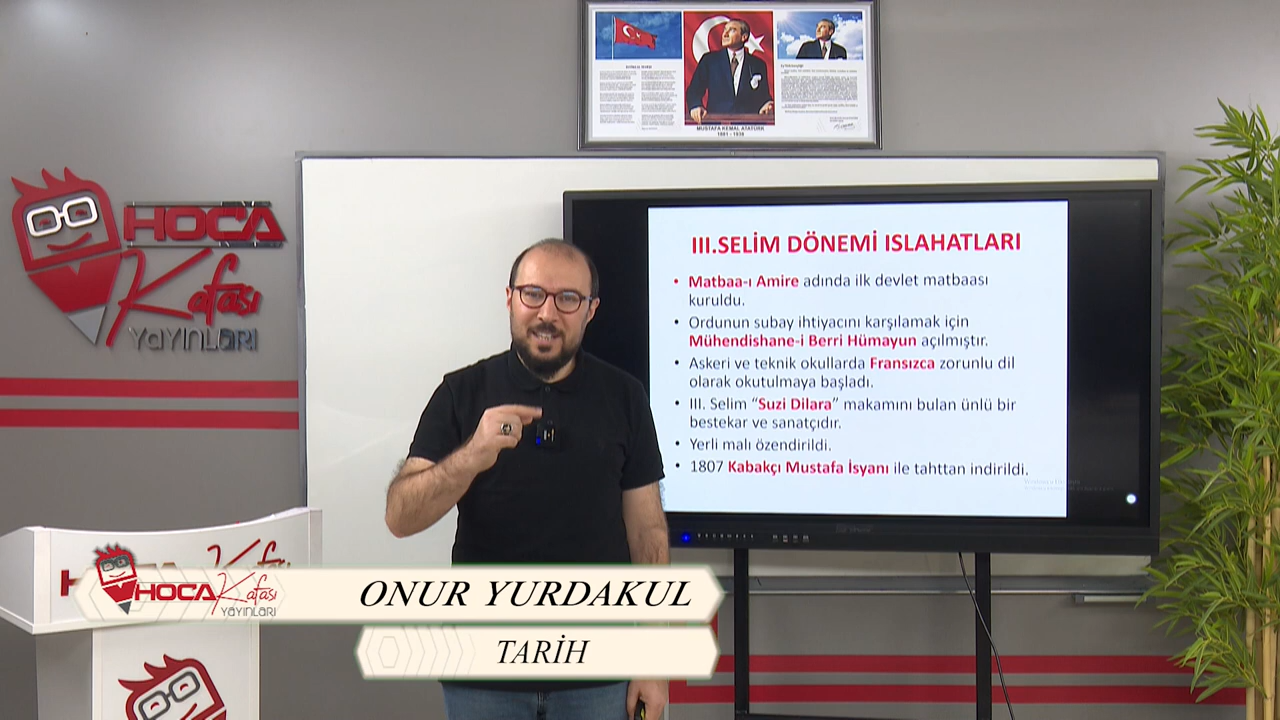 MUSTAFA KEMAL ATATÜRK
1881 - 1938
HOCA
Kafası
YAYINLARI
III.SELİM DÖNEMİ ISLAHATLARI
• Matbaa-ı Amire adında ilk devlet matbaası
kuruldu.
• Ordunun subay ihtiyacını karşılamak için
Mühendishane-i Berri Hümayun açılmıştır.
• Askeri ve teknik okullarda Fransızca zorunlu dil
olarak okutulmaya başladı.
• III. Selim “Suzi Dilara” makamını bulan ünlü bir
bestekar ve sanatçıdır.
• Yerli malı özendirildi.
• 1807 Kabakçı Mustafa İsyanı ile tahttan indirildi.
HOCA
Kafası
YAYINLARI
ONUR YURDAKUL
TARİH